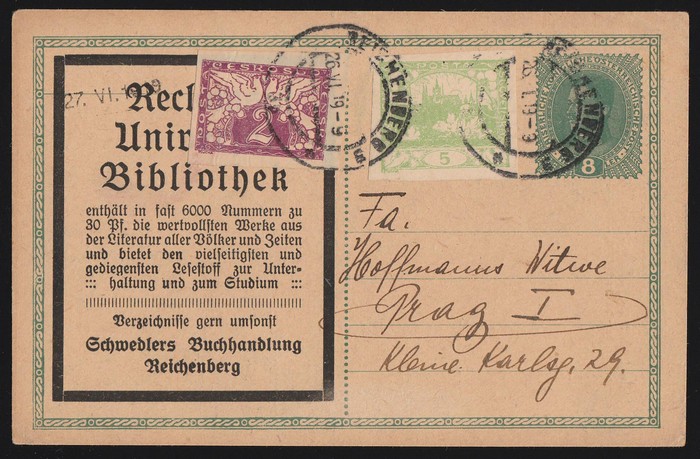 27. VI. 1919
Recl
Univ
Bibliothek
enthält in fast 6000 Nummern zu
30 Pf. die wertvollsten Werke aus
der Literatur aller Völker und Zeiten
und bietet den vielseitigsten und
gediegensten Lesestoff zur Unter-
::: haltung und zum Studium :::
Verzeichnisse gern umsonst
Schwedlers Buchhandlung
Reichenberg
2
5
REICHENBERG
REICHENBERG
8
Fa.
Hoffmanns Witwe
Prag I
Kleine Karlsg. 29.